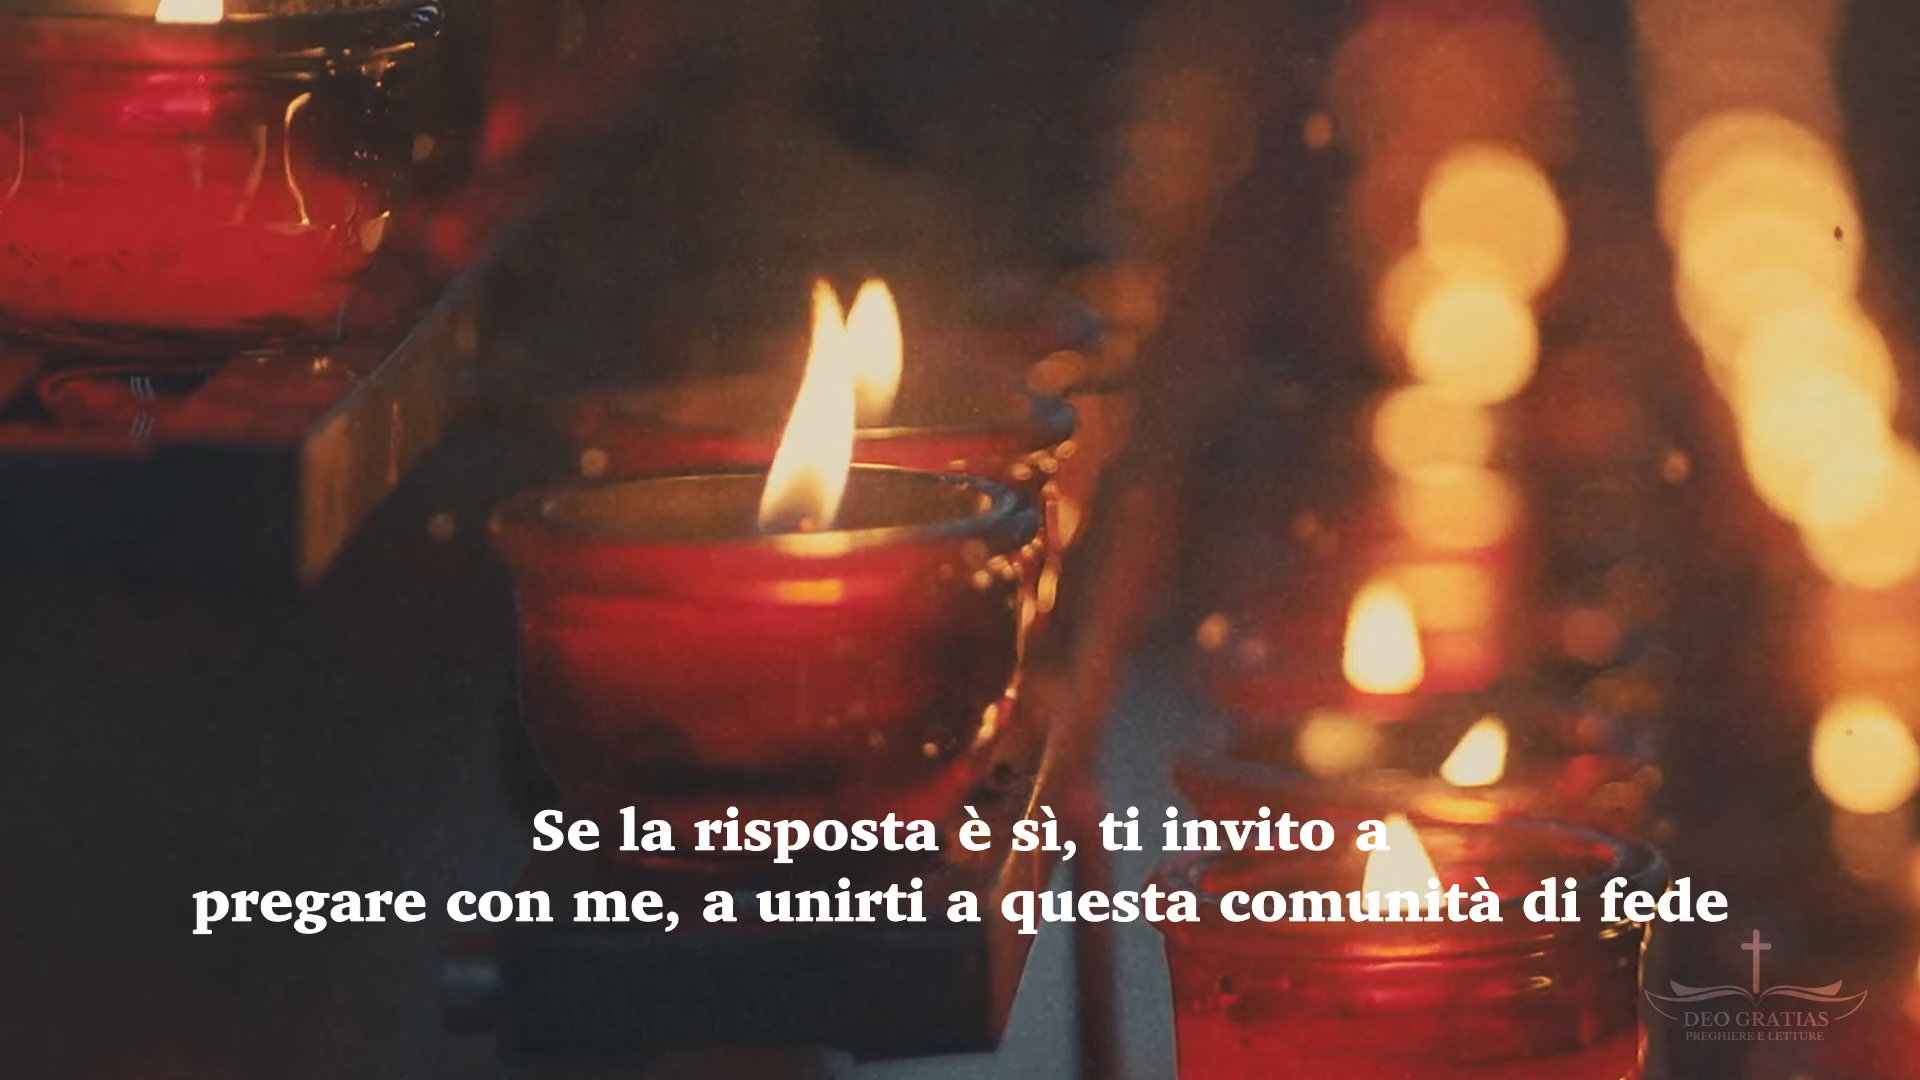 Se la risposta è sì, ti invito a
pregare con me, a unirti a questa comunità di fede
DEO GRATIAS
PREGHIERE E LETTURE